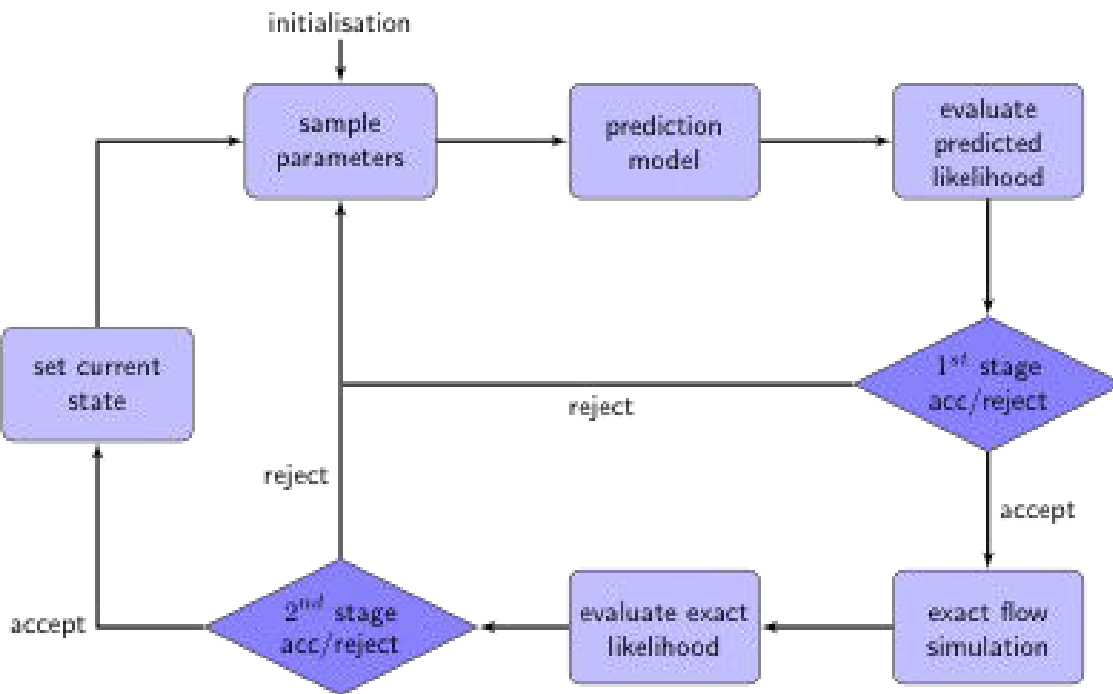 initialisation
sample
parameters
prediction
model
evaluate
predicted
likelihood
set current
state
1st stage
acc/reject
reject
reject
accept
2nd stage
acc/reject
evaluate exact
likelihood
exact flow
simulation
accept